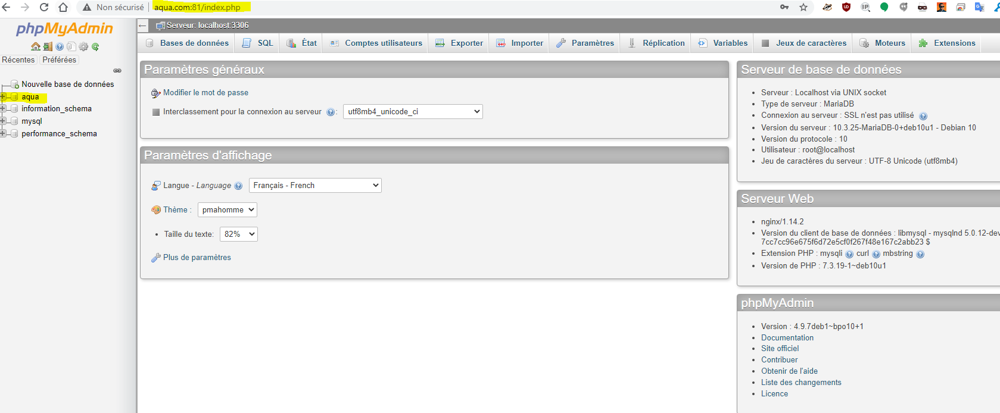 Non sécurisé aqua.com:81/index.php
phpMyAdmin
Récentes Préférées
Nouvelle base de données
aqua
information_schema
mysql
performance_schema
Serveur: localhost:3306
Bases de données SQL État Comptes utilisateurs Exporter Importer Paramètres Réplication Variables Jeux de caractères Moteurs Extensions
Paramètres généraux
Modifier le mot de passe
Interclassement pour la connexion au serveur : utf8mb4_unicode_ci
Paramètres d'affichage
Langue - Language Français - French
Thème : pmahomme
Taille du texte: 82%
Plus de paramètres
Serveur de base de données
Serveur : Localhost via UNIX socket
Type de serveur : MariaDB
Connexion au serveur : SSL n'est pas utilisé
Version du serveur : 10.3.25-MariaDB-0+deb10u1 - Debian 10
Version du protocole : 10
Utilisateur : root@localhost
Jeu de caractères du serveur : UTF-8 Unicode (utf8mb4)
Serveur Web
nginx/1.14.2
Version du client de base de données : libmysql - mysqlnd 5.0.12-dev
7cc7cc96e675f6d72e5cf0f267f48e167c2abb23 $
Extension PHP : mysqli curl mbstring
Version de PHP : 7.3.19-1~deb10u1
phpMyAdmin
Version : 4.9.7deb1~bpo10+1
Documentation
Site officiel
Contribuer
Obtenir de l'aide
Liste des changements
Licence